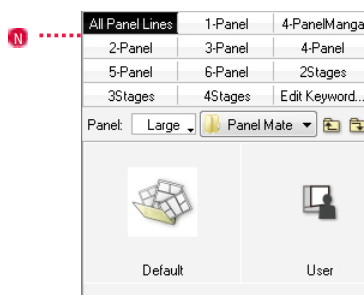 N
All Panel Lines 1-Panel 4-PanelManga
2-Panel 3-Panel 4-Panel
5-Panel 6-Panel 2Stages
3Stages 4Stages Edit Keyword...
Panel: Large Panel Mate
Default User